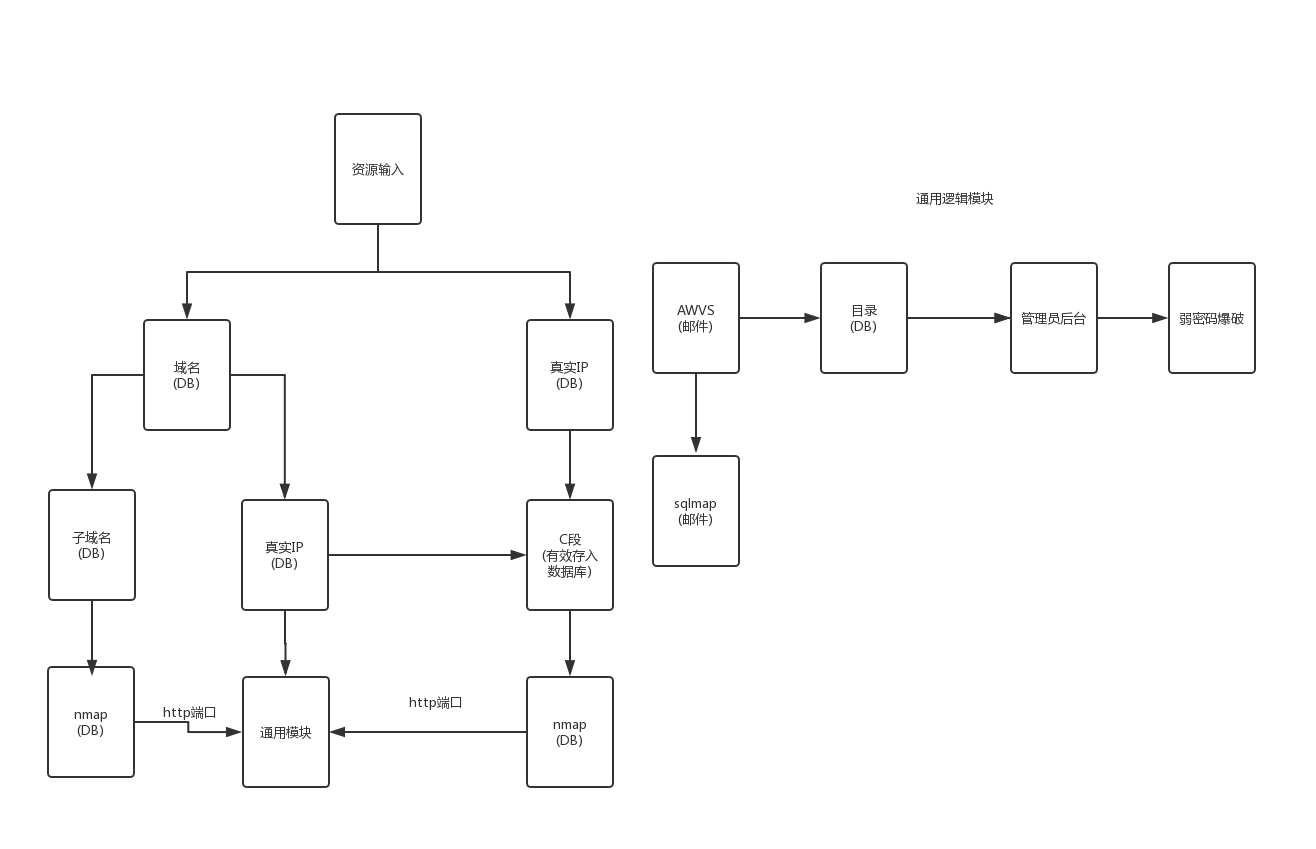 资源输入
通用逻辑模块
AWVS
(邮件)
目录
(DB)
管理员后台
弱密码爆破
域名
(DB)
真实IP
(DB)
sqlmap
(邮件)
子域名
(DB)
真实IP
(DB)
C段
(有效存入
数据库)
nmap
(DB)
http端口
通用模块
http端口
nmap
(DB)